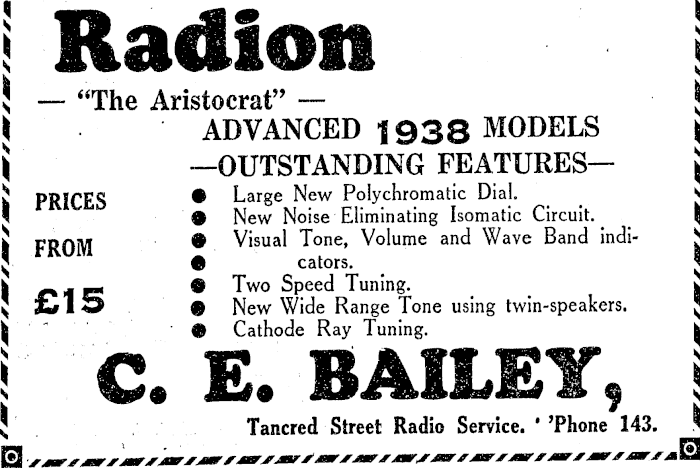 Radion
— "The Aristocrat" —
ADVANCED 1938 MODELS
—OUTSTANDING FEATURES—
PRICES
FROM
£15
● Large New Polychromatic Dial.
● New Noise Eliminating Isomatic Circuit.
● Visual Tone, Volume and Wave Band indi-
● cators.
● Two Speed Tuning.
● New Wide Range Tone using twin-speakers.
● Cathode Ray Tuning.
C. E. BAILEY,
Tancred Street Radio Service. ' 'Phone 143.